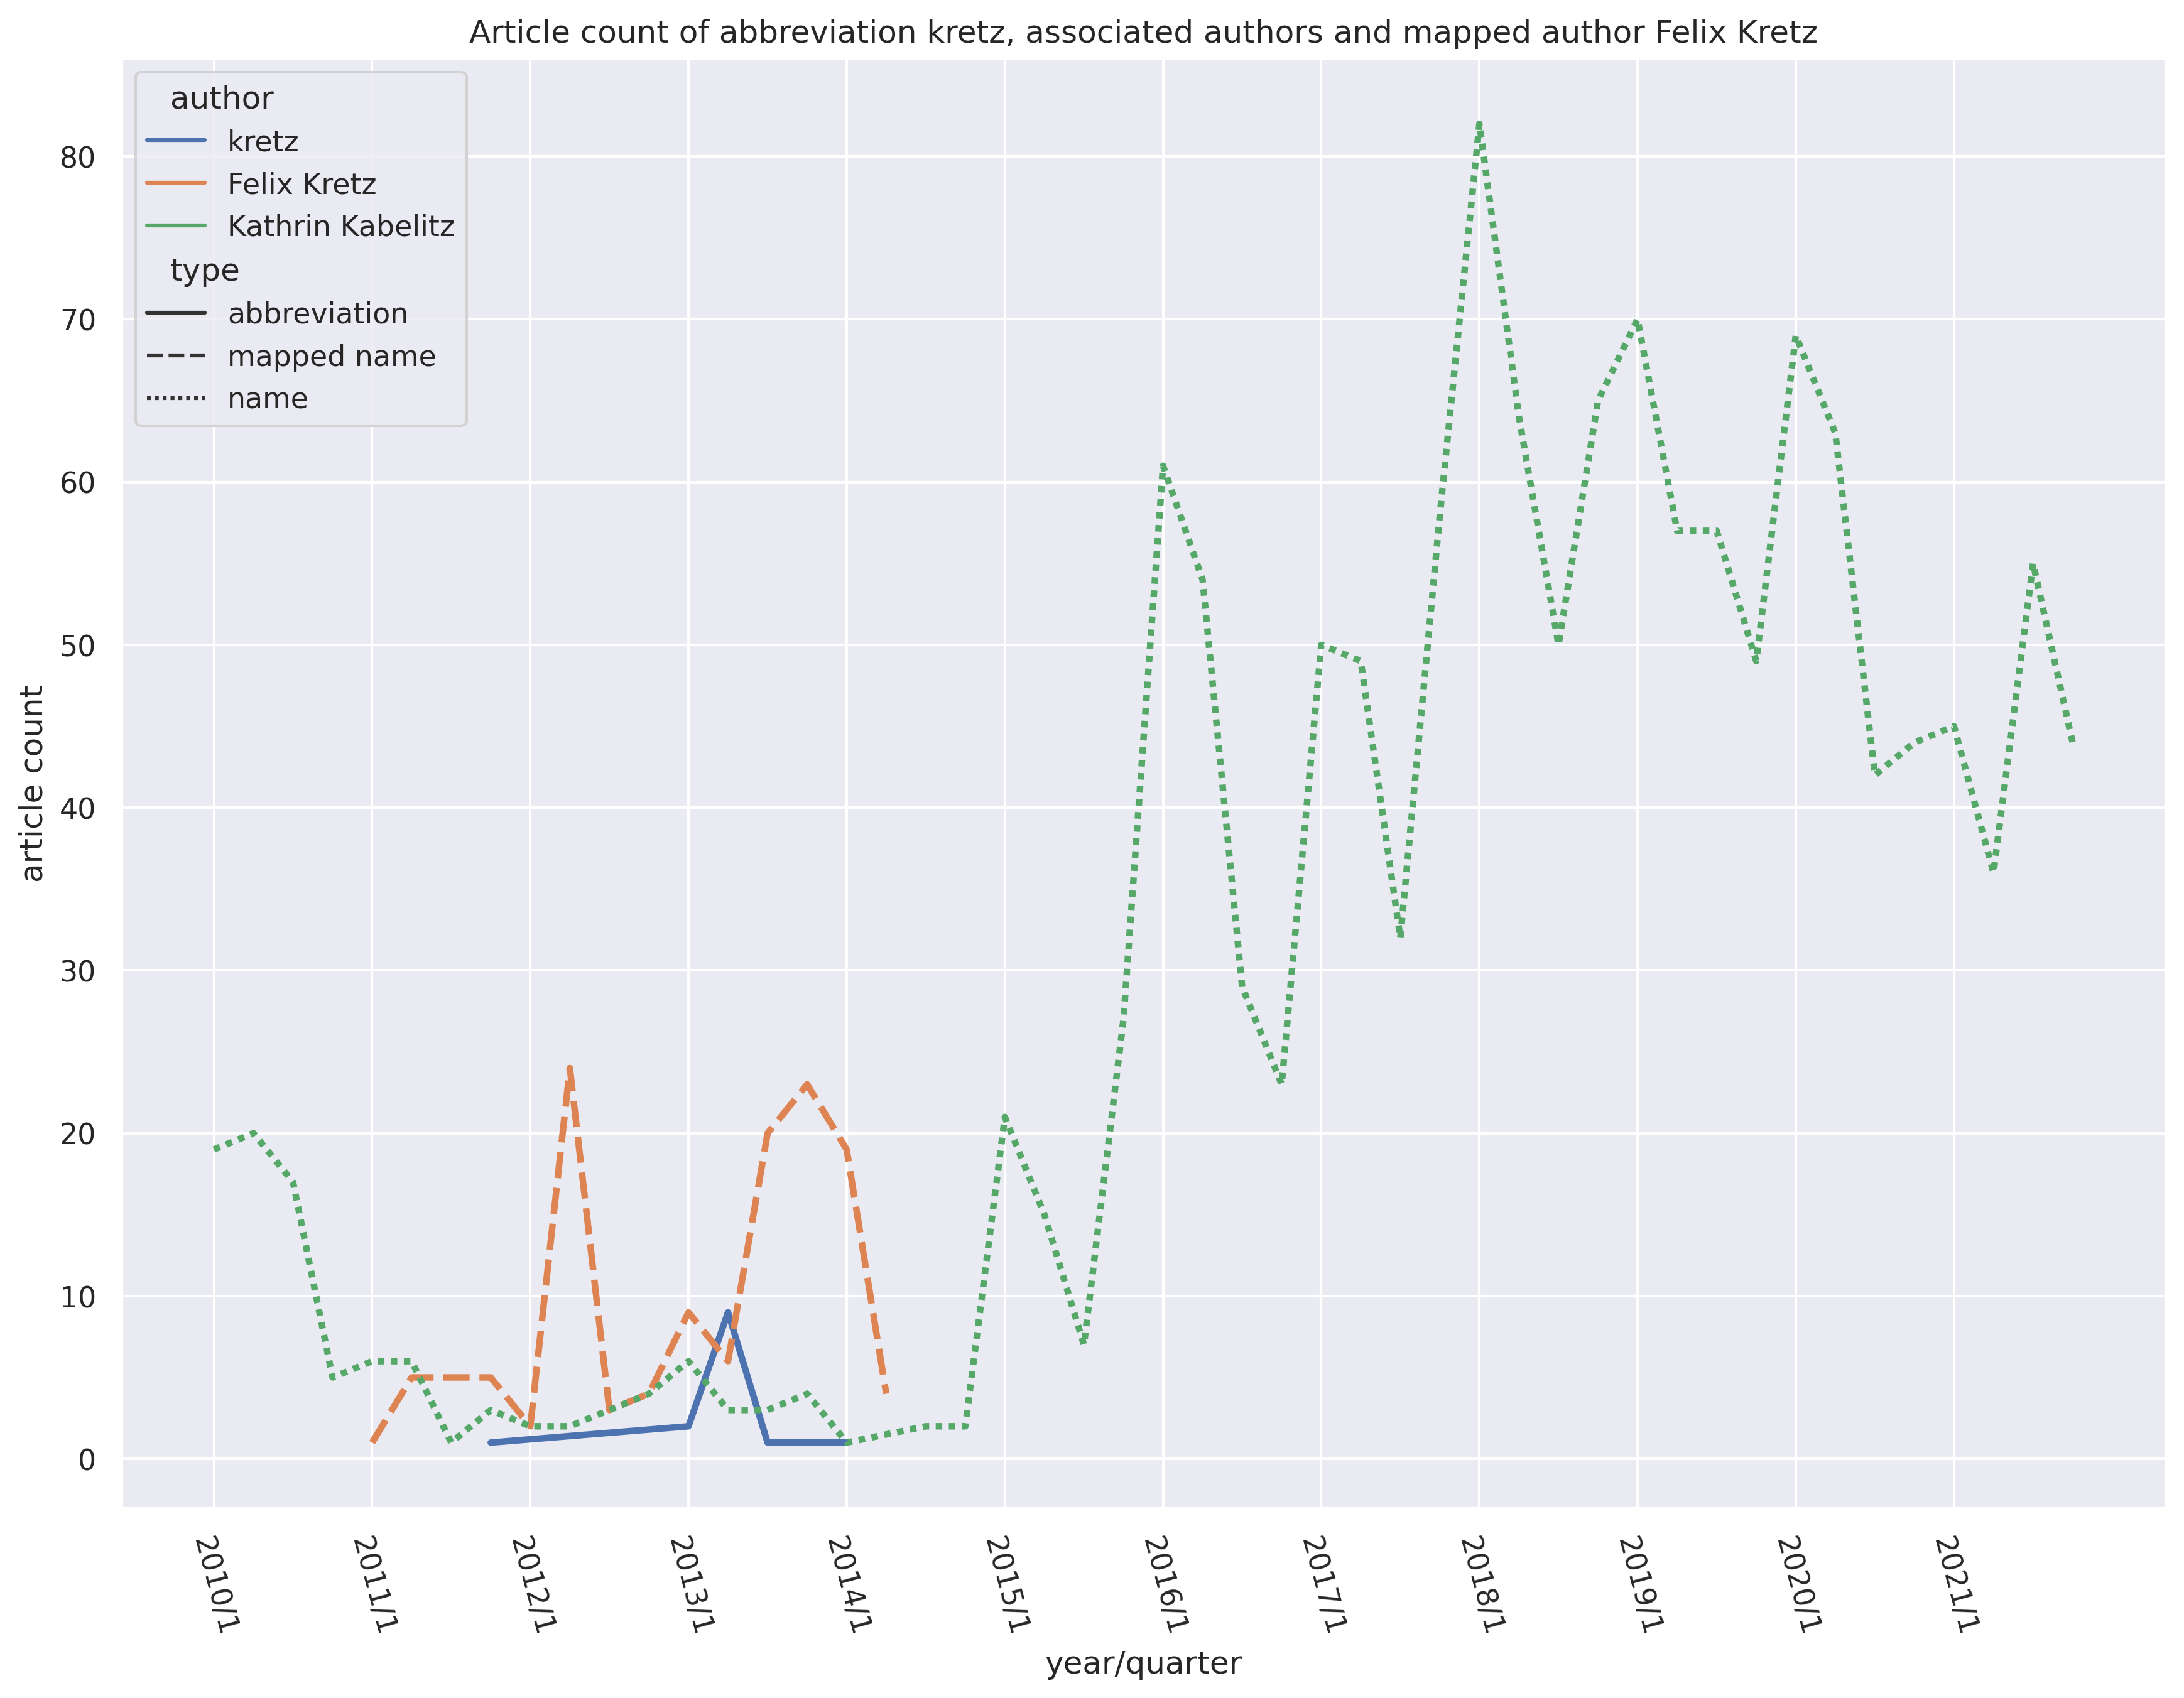 Article count of abbreviation kretz, associated authors and mapped author Felix Kretz
author
kretz
Felix Kretz
Kathrin Kabelitz
type
abbreviation
mapped name
name
80
70
60
50
40
30
20
10
0
article count
2010/1
2011/1
2012/1
2013/1
2014/1
2015/1
2016/1
2017/1
2018/1
2019/1
2020/1
2021/1
year/quarter